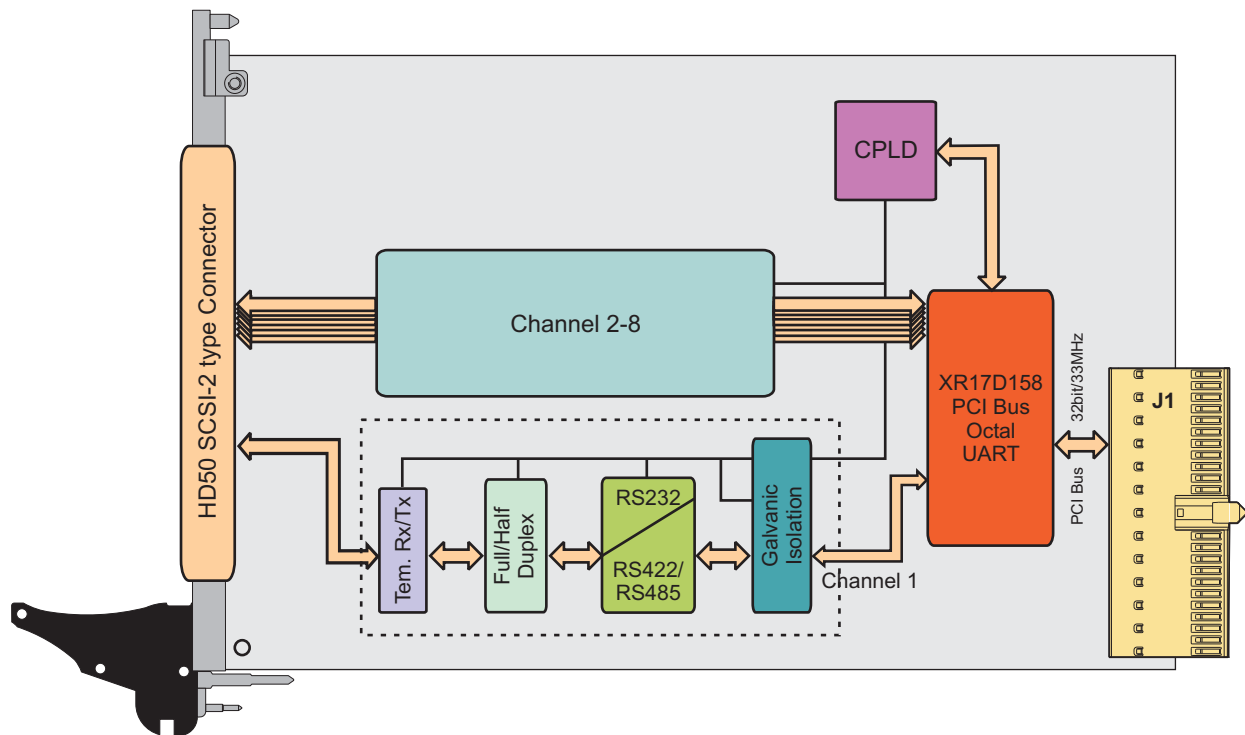 HD50 SCSI-2 type Connector
CPLD
Channel 2-8
XR17D158
PCI Bus
Octal
UART
32bit/33MHz
PCI Bus
J1
Tem. Rx/Tx
Full/Half
Duplex
RS232
RS422/
RS485
Galvanic
Isolation
Channel 1